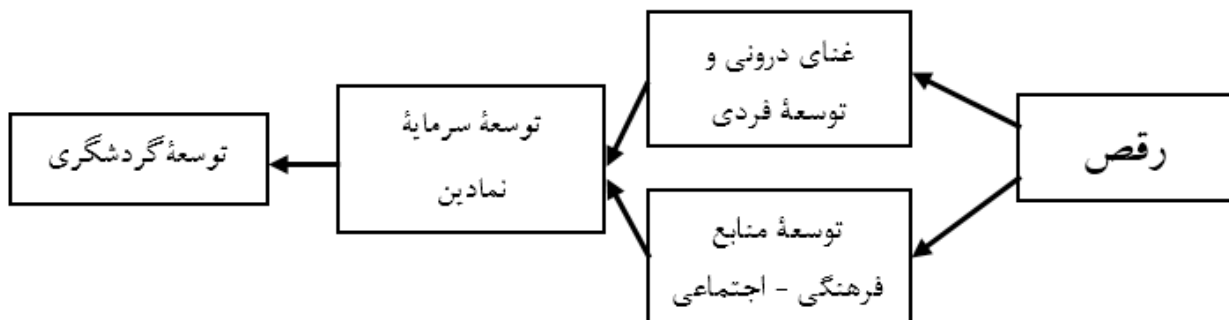 رقص
غنای درونی و
توسعهٔ فردی
توسعهٔ منابع
فرهنگی - اجتماعی
توسعهٔ سرمایهٔ
نمادین
توسعهٔ گردشگری